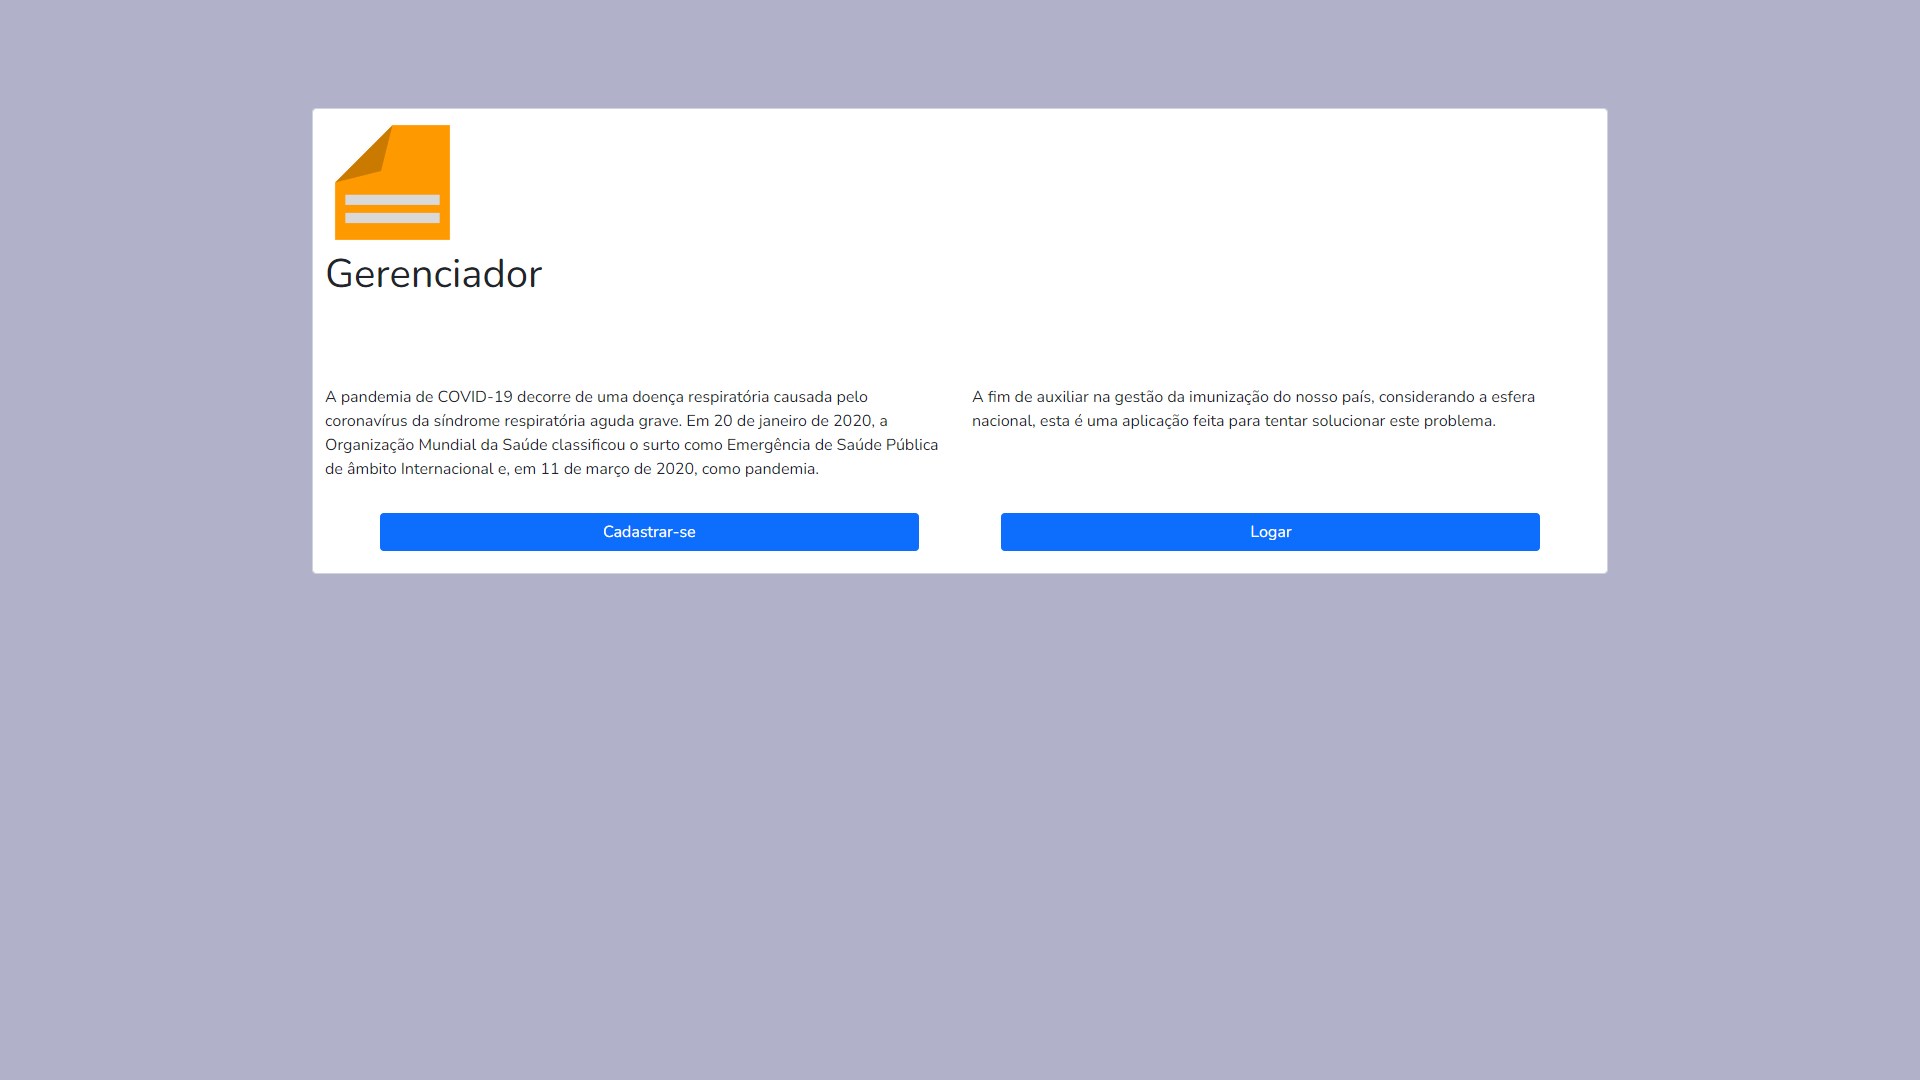 Gerenciador
A pandemia de COVID-19 decorre de uma doença respiratória causada pelo
coronavírus da síndrome respiratória aguda grave. Em 20 de janeiro de 2020, a
Organização Mundial da Saúde classificou o surto como Emergência de Saúde Pública
de âmbito Internacional e, em 11 de março de 2020, como pandemia.
A fim de auxiliar na gestão da imunização do nosso país, considerando a esfera
nacional, esta é uma aplicação feita para tentar solucionar este problema.
Cadastrar-se
Logar